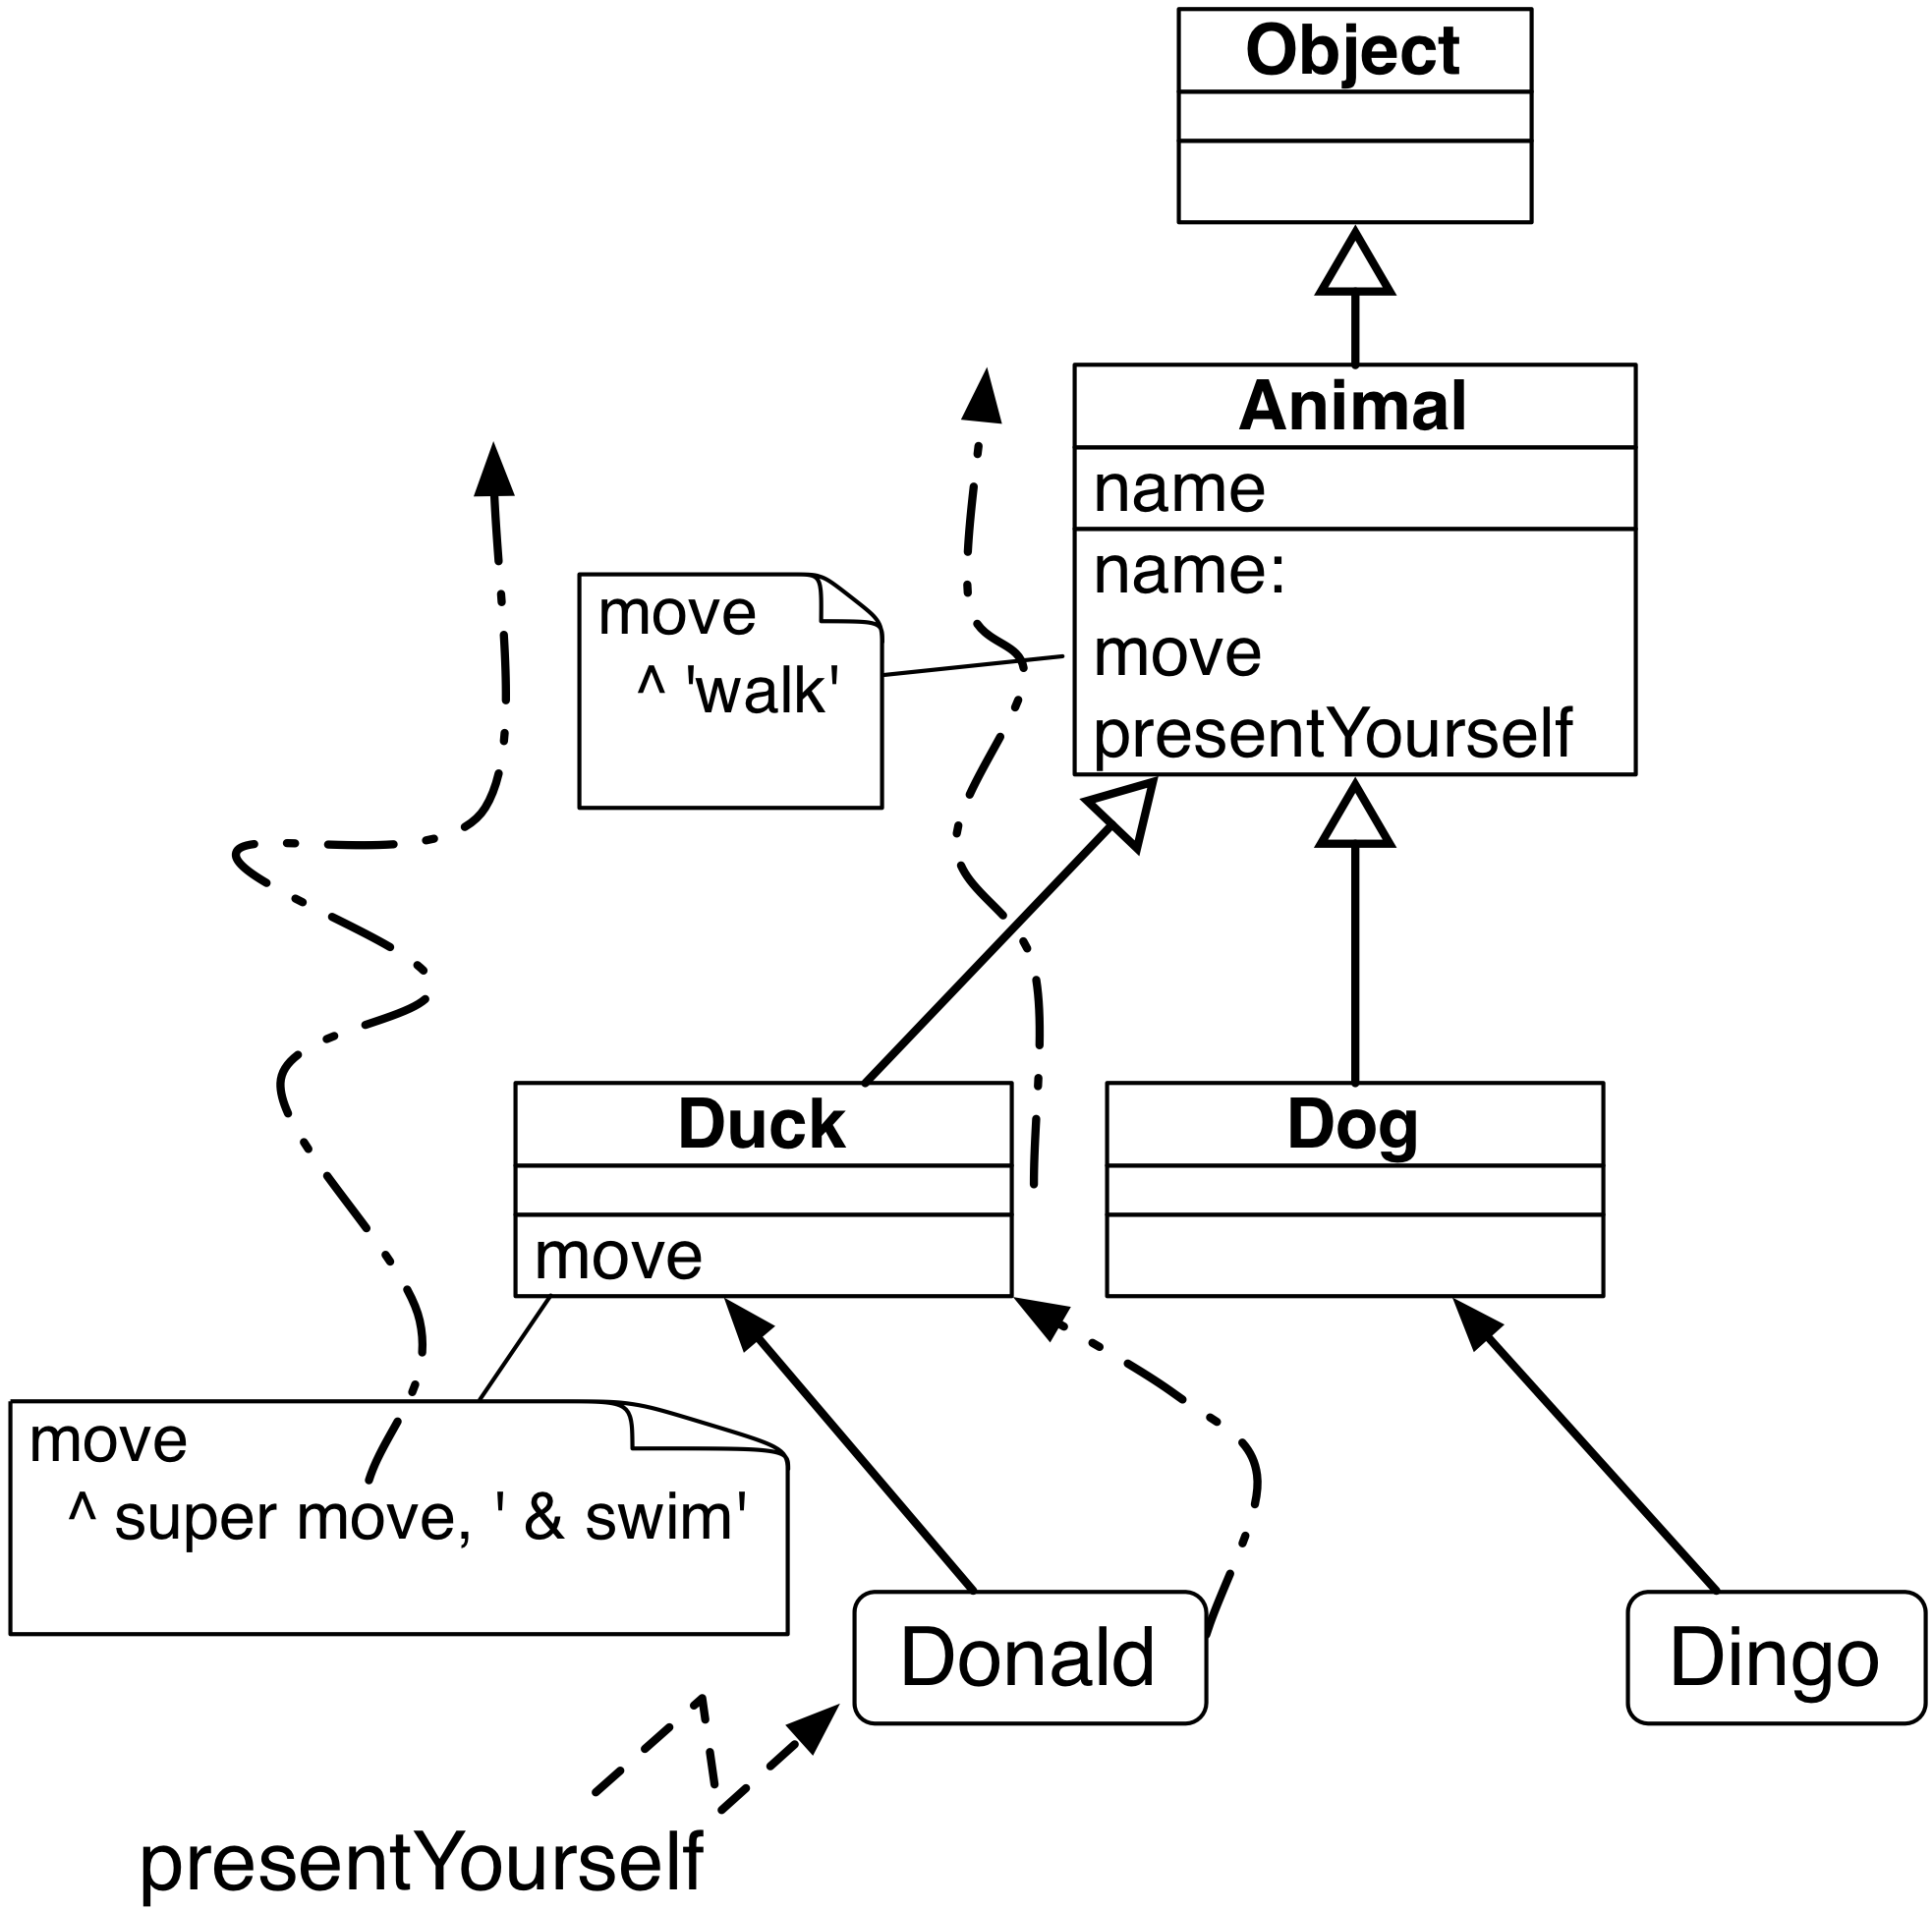 Object
Animal
name
name:
move
presentYourself
move
^ 'walk'
Duck
move
Dog
move
^ super move, ' & swim'
Donald
Dingo
presentYourself